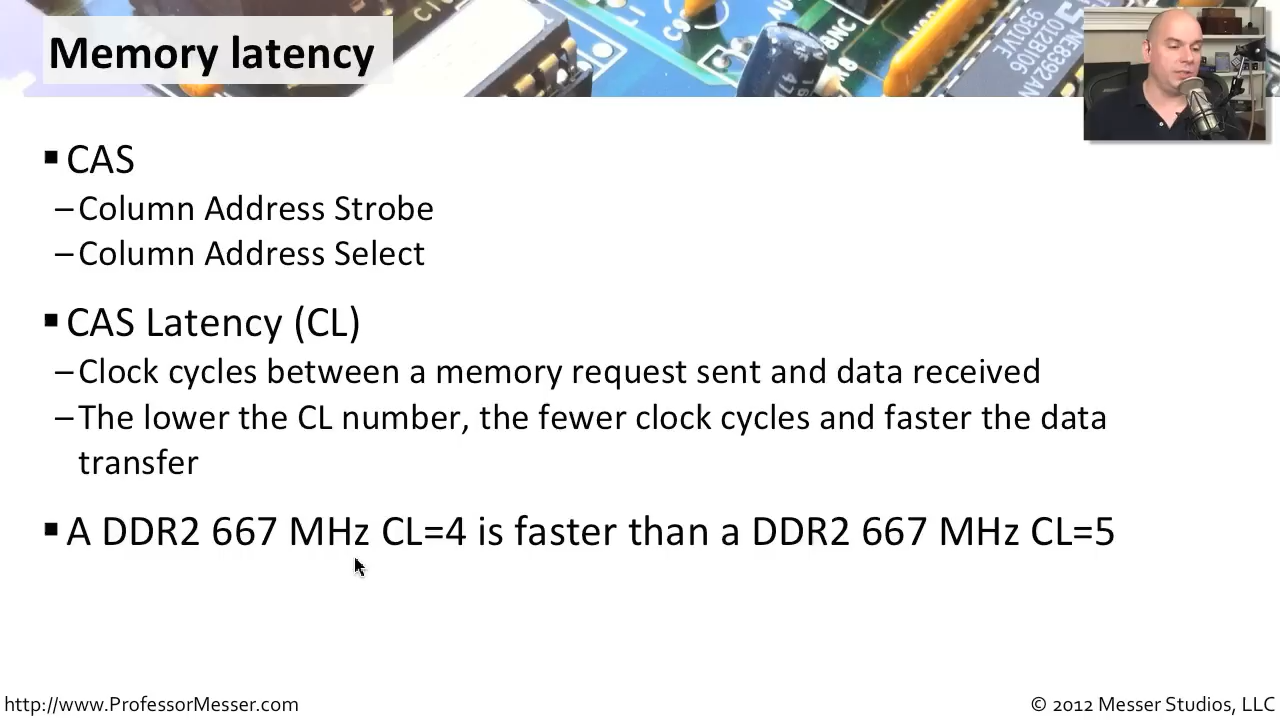 Memory latency
▪ CAS
–Column Address Strobe
–Column Address Select
▪ CAS Latency (CL)
–Clock cycles between a memory request sent and data received
–The lower the CL number, the fewer clock cycles and faster the data
transfer
▪ A DDR2 667 MHz CL=4 is faster than a DDR2 667 MHz CL=5
http://www.ProfessorMesser.com
© 2012 Messer Studios, LLC